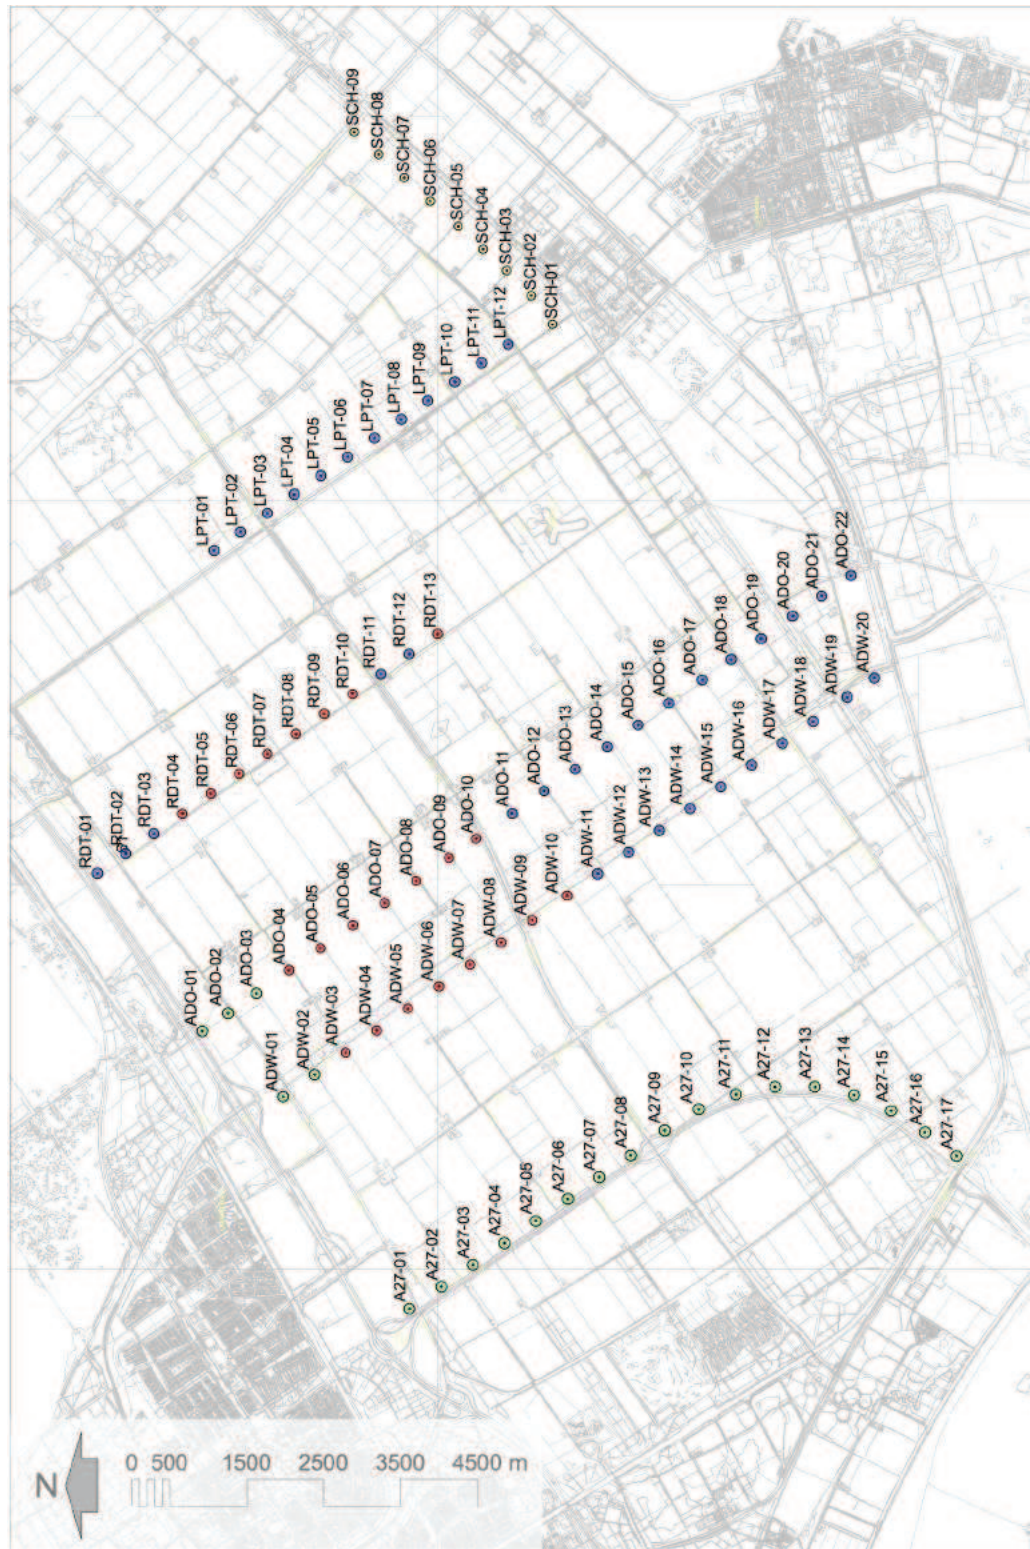 SCH-09
SCH-08
SCH-07
SCH-06
SCH-05
SCH-04
SCH-03
SCH-02
SCH-01
LPT-01
LPT-02
LPT-03
LPT-04
LPT-05
LPT-06
LPT-07
LPT-08
LPT-09
LPT-10
LPT-11
LPT-12
RDT-01
RDT-02
RDT-03
RDT-04
RDT-05
RDT-06
RDT-07
RDT-08
RDT-09
RDT-10
RDT-11
RDT-12
RDT-13
ADO-01
ADO-02
ADO-03
ADO-04
ADO-05
ADO-06
ADO-07
ADO-08
ADO-09
ADO-10
ADO-11
ADO-12
ADO-13
ADO-14
ADO-15
ADO-16
ADO-17
ADO-18
ADO-19
ADO-20
ADO-21
ADO-22
ADW-01
ADW-02
ADW-03
ADW-04
ADW-05
ADW-06
ADW-07
ADW-08
ADW-09
ADW-10
ADW-11
ADW-12
ADW-13
ADW-14
ADW-15
ADW-16
ADW-17
ADW-18
ADW-19
ADW-20
A27-01
A27-02
A27-03
A27-04
A27-05
A27-06
A27-07
A27-08
A27-09
A27-10
A27-11
A27-12
A27-13
A27-14
A27-15
A27-16
A27-17
N
0 500 1500 2500 3500 4500 m